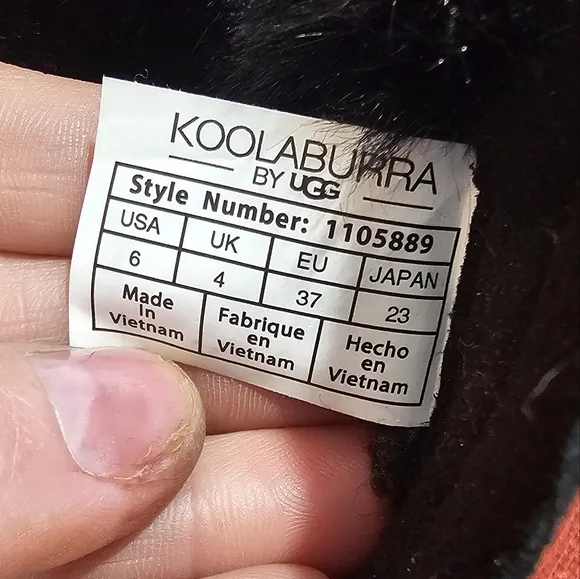 KOOLABURRA
BY UGG
Style Number: 1105889
USA UK EU JAPAN
6 4 37 23
Made In Vietnam
Fabrique en Vietnam
Hecho en Vietnam